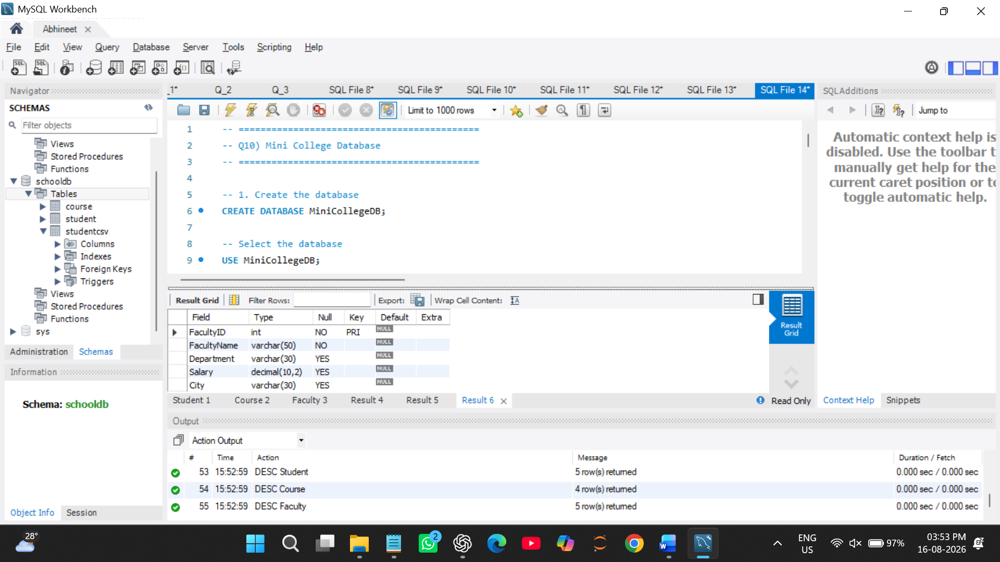 MySQL Workbench
Abhineet
File Edit View Query Database Server Tools Scripting Help
Navigator
SCHEMAS
Filter objects
Views
Stored Procedures
Functions
schooldb
Tables
course
student
studentcsv
Columns
Indexes
Foreign Keys
Triggers
Views
Stored Procedures
Functions
sys
Administration Schemas
Information
Schema: schooldb
Object Info Session
_1* Q_2 Q_3 SQL File 8* SQL File 9* SQL File 10* SQL File 11* SQL File 12* SQL File 13* SQL File 14*
Limit to 1000 rows
1 -- ============================================
2 -- Q10) Mini College Database
3 -- ============================================
4
5 -- 1. Create the database
6 CREATE DATABASE MiniCollegeDB;
7
8 -- Select the database
9 USE MiniCollegeDB;
Result Grid Filter Rows: Export: Wrap Cell Content:
Field Type Null Key Default Extra
FacultyID int NO PRI NULL
FacultyName varchar(50) NO NULL
Department varchar(30) YES NULL
Salary decimal(10,2) YES NULL
City varchar(30) YES NULL
Result
Grid
Student 1 Course 2 Faculty 3 Result 4 Result 5 Result 6 Read Only
SQLAdditions
Jump to
Automatic context help is
disabled. Use the toolbar t
manually get help for the
current caret position or to
toggle automatic help.
Context Help Snippets
Output
Action Output
# Time Action Message Duration / Fetch
53 15:52:59 DESC Student 5 row(s) returned 0.000 sec / 0.000 sec
54 15:52:59 DESC Course 4 row(s) returned 0.000 sec / 0.000 sec
55 15:52:59 DESC Faculty 5 row(s) returned 0.000 sec / 0.000 sec
28°
2
ENG
US
97%
03:53 PM
16-08-2026